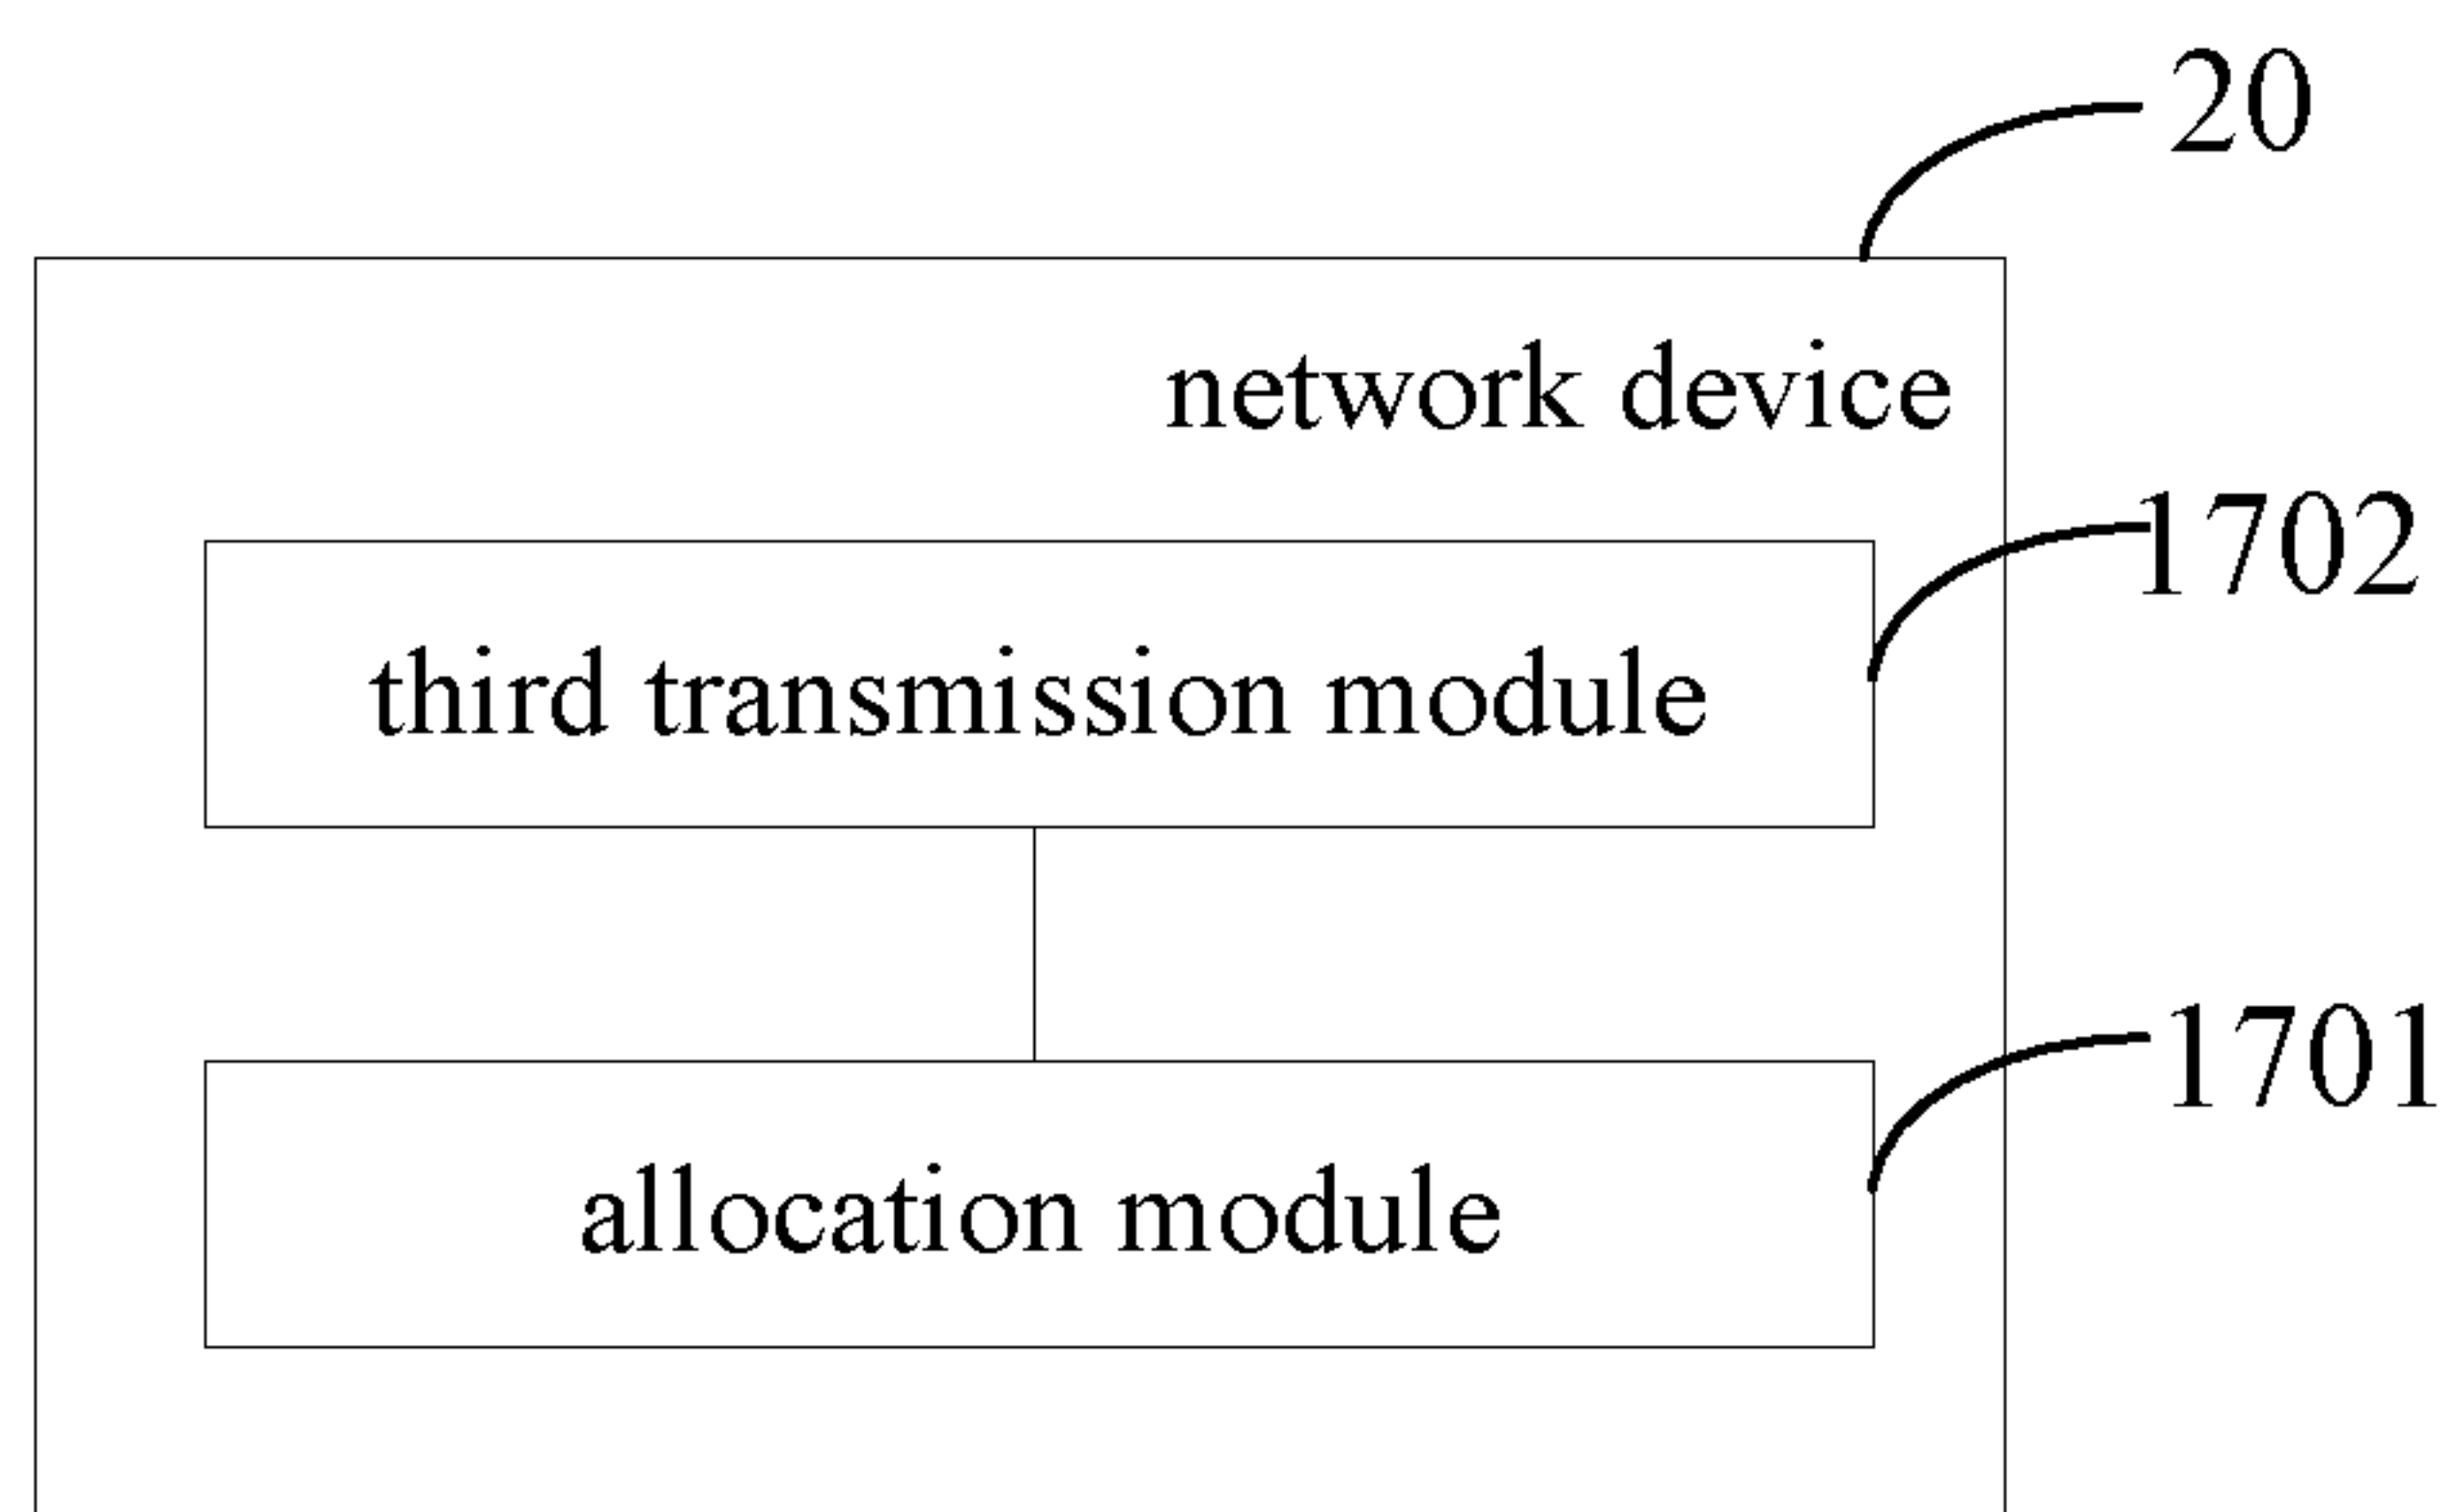 20
network device
1702
third transmission module
1701
allocation module